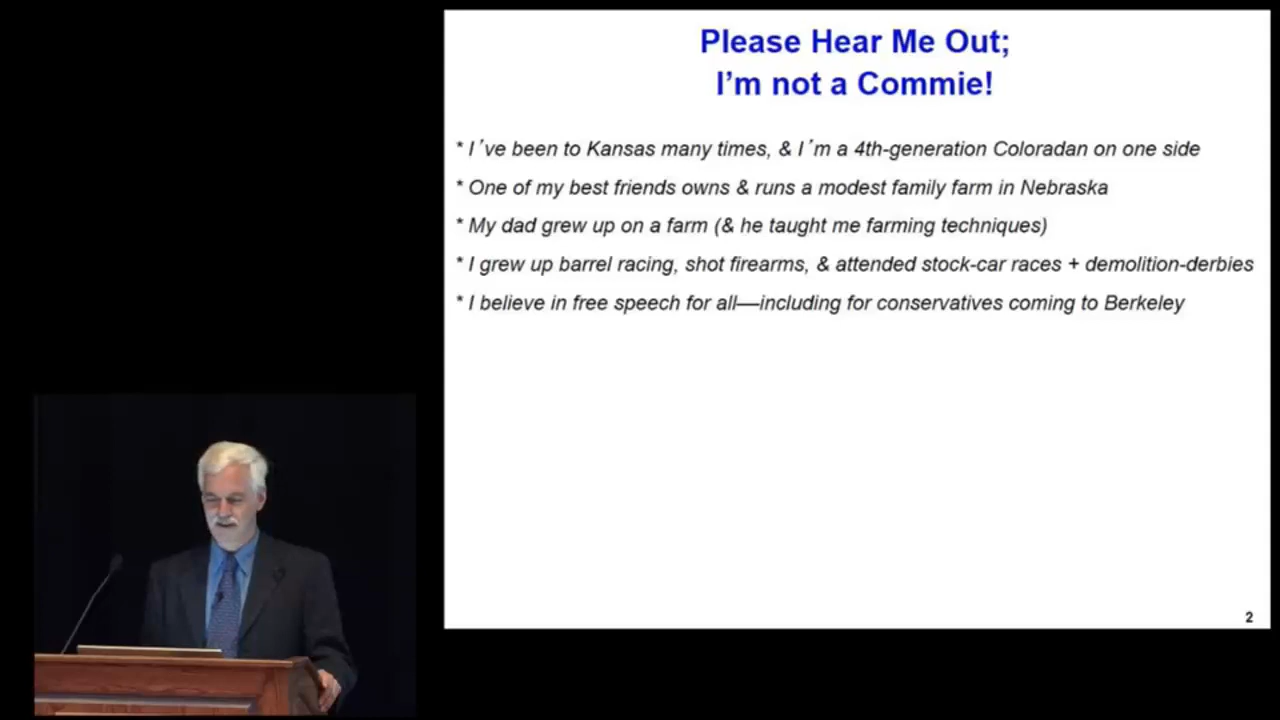 Please Hear Me Out;
I'm not a Commie!
* I´ve been to Kansas many times, & I´m a 4th-generation Coloradan on one side
* One of my best friends owns & runs a modest family farm in Nebraska
* My dad grew up on a farm (& he taught me farming techniques)
* I grew up barrel racing, shot firearms, & attended stock-car races + demolition-derbies
* I believe in free speech for all—including for conservatives coming to Berkeley
2